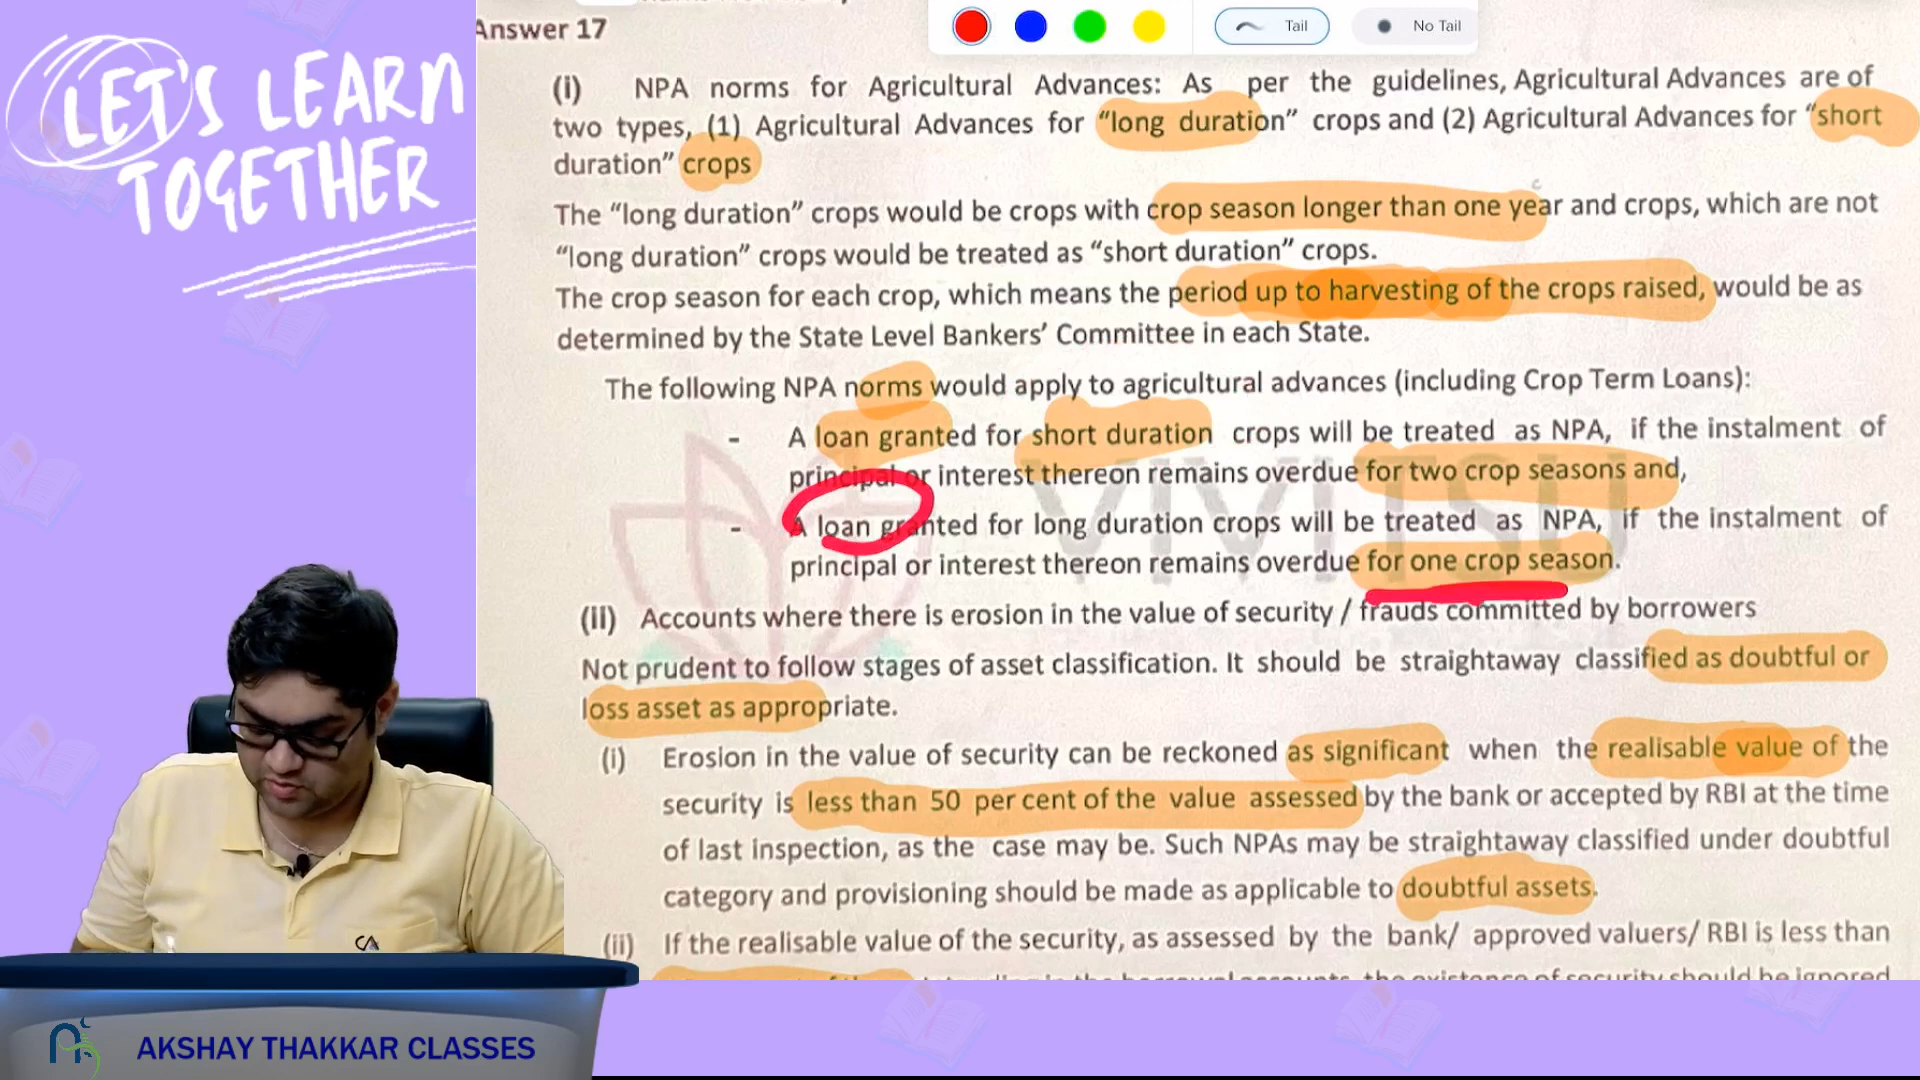 LET'S LEARN
TOGETHER
Answer 17
Tail
No Tail
(i) NPA norms for Agricultural Advances: As per the guidelines, Agricultural Advances are of
two types, (1) Agricultural Advances for “long duration” crops and (2) Agricultural Advances for “short
duration” crops
The “long duration” crops would be crops with crop season longer than one year and crops, which are not
“long duration” crops would be treated as “short duration” crops.
The crop season for each crop, which means the period up to harvesting of the crops raised, would be as
determined by the State Level Bankers’ Committee in each State.
The following NPA norms would apply to agricultural advances (including Crop Term Loans):
- A loan granted for short duration crops will be treated as NPA, if the instalment of
principal or interest thereon remains overdue for two crop seasons and,
- A loan granted for long duration crops will be treated as NPA, if the instalment of
principal or interest thereon remains overdue for one crop season.
(ii) Accounts where there is erosion in the value of security / frauds committed by borrowers
Not prudent to follow stages of asset classification. It should be straightaway classified as doubtful or
loss asset as appropriate.
(i) Erosion in the value of security can be reckoned as significant when the realisable value of the
security is less than 50 per cent of the value assessed by the bank or accepted by RBI at the time
of last inspection, as the case may be. Such NPAs may be straightaway classified under doubtful
category and provisioning should be made as applicable to doubtful assets.
(ii) If the realisable value of the security, as assessed by the bank/ approved valuers/ RBI is less than
the existence of security should be ignored
CA
AKSHAY THAKKAR CLASSES